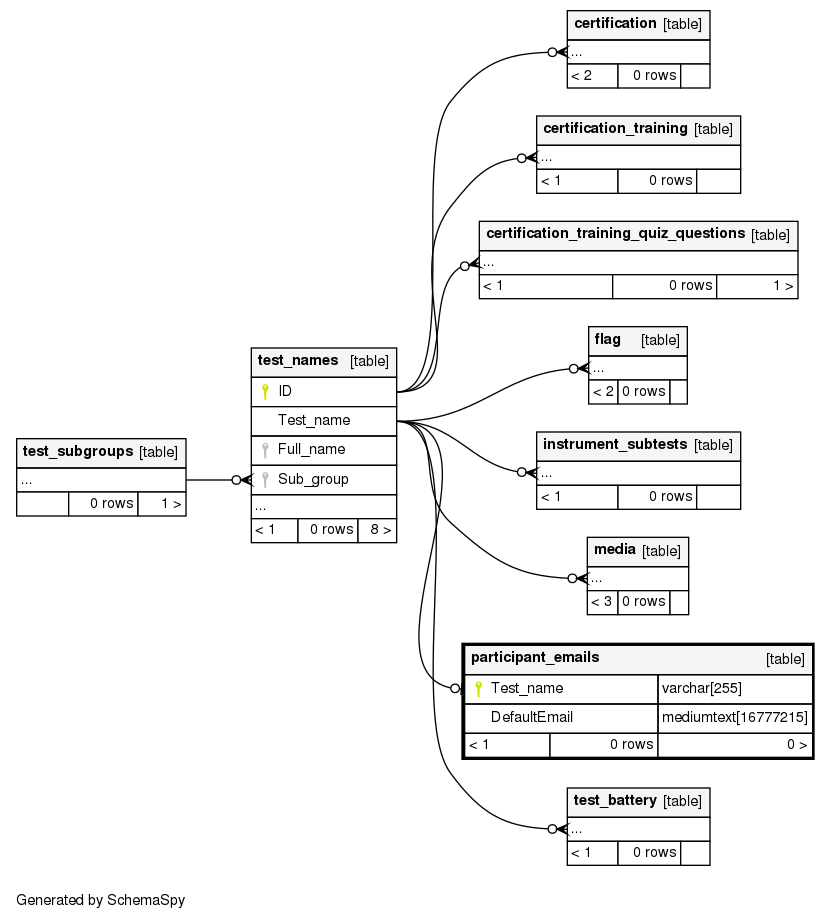 certification [table]
...
< 2 0 rows
certification_training [table]
...
< 1 0 rows
certification_training_quiz_questions [table]
...
< 1 0 rows 1 >
flag [table]
...
< 2 0 rows
test_names [table]
ID
Test_name
Full_name
Sub_group
...
< 1 0 rows 8 >
test_subgroups [table]
...
0 rows 1 >
instrument_subtests [table]
...
< 1 0 rows
media [table]
...
< 3 0 rows
participant_emails [table]
Test_name varchar[255]
DefaultEmail mediumtext[16777215]
< 1 0 rows 0 >
test_battery [table]
...
< 1 0 rows
Generated by SchemaSpy